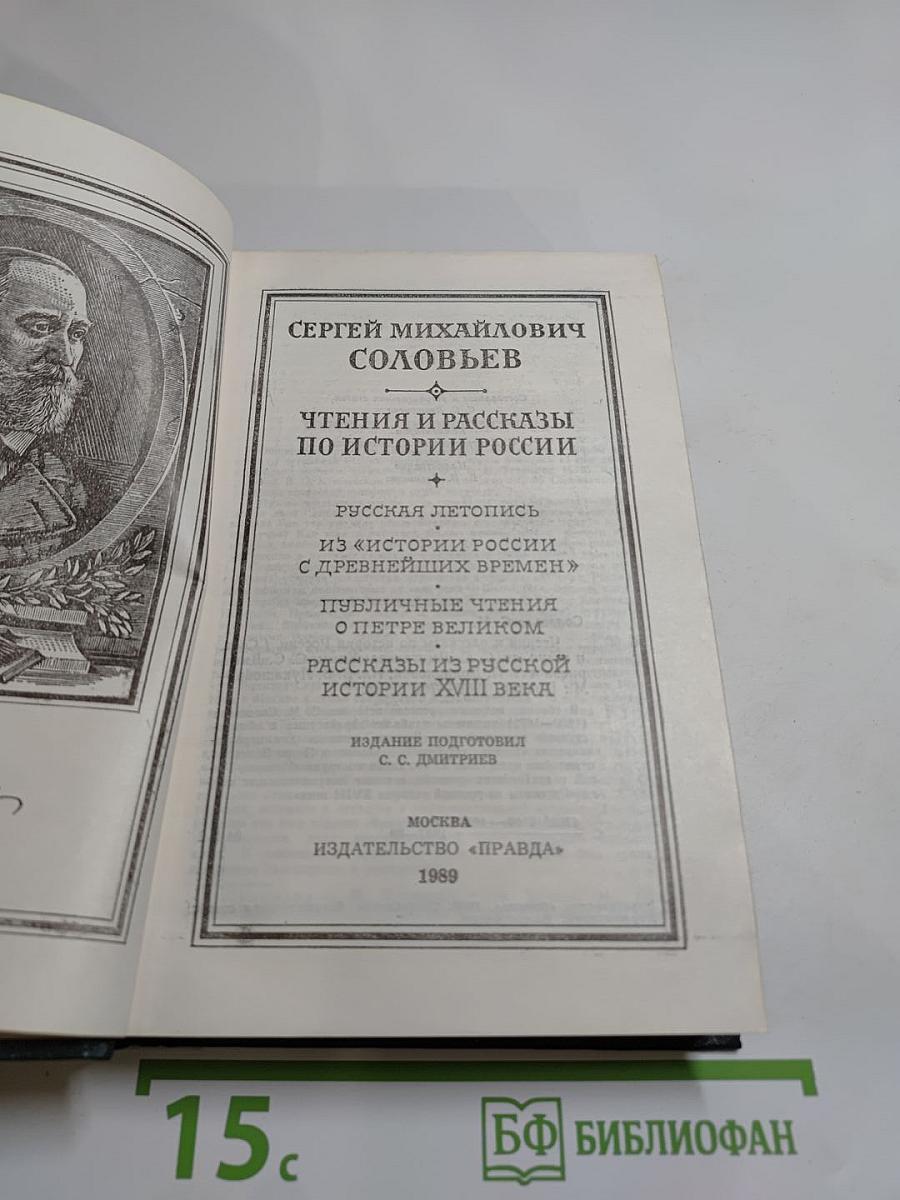 СЕРГЕЙ МИХАЙЛОВИЧ
СОЛОВЬЕВ
ЧТЕНИЯ И РАССКАЗЫ
ПО ИСТОРИИ РОССИИ
РУССКАЯ ЛЕТОПИСЬ
ИЗ «ИСТОРИИ РОССИИ
С ДРЕВНЕЙШИХ ВРЕМЕН»
ПУБЛИЧНЫЕ ЧТЕНИЯ
О ПЕТРЕ ВЕЛИКОМ
РАССКАЗЫ ИЗ РУССКОЙ
ИСТОРИИ XVIII ВЕКА
ИЗДАНИЕ ПОДГОТОВИЛ
С. С. ДМИТРИЕВ
МОСКВА
ИЗДАТЕЛЬСТВО «ПРАВДА»
1989
15 с
БФ БИБЛИОФАН